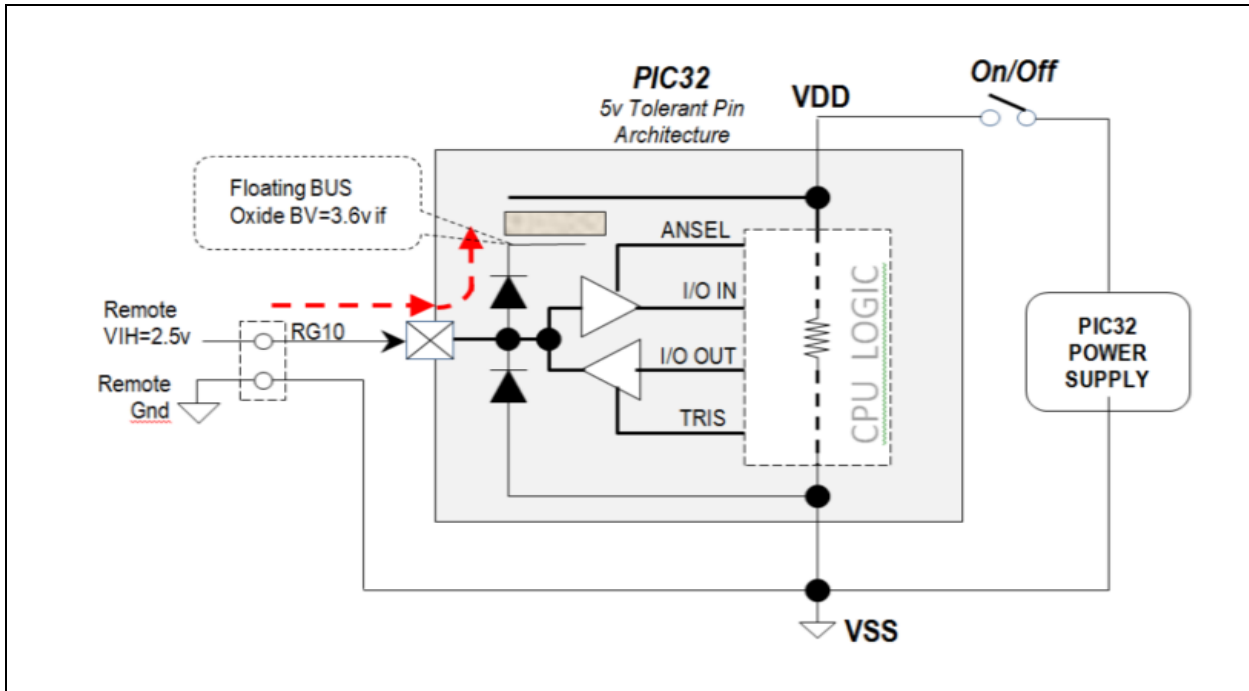 PIC32
5v Tolerant Pin
Architecture
VDD
On/Off
Floating BUS
Oxide BV=3.6v if
ANSEL
I/O IN
Remote
VIH=2.5v
RG10
I/O OUT
Remote
Gnd
TRIS
CPU LOGIC
PIC32
POWER
SUPPLY
VSS